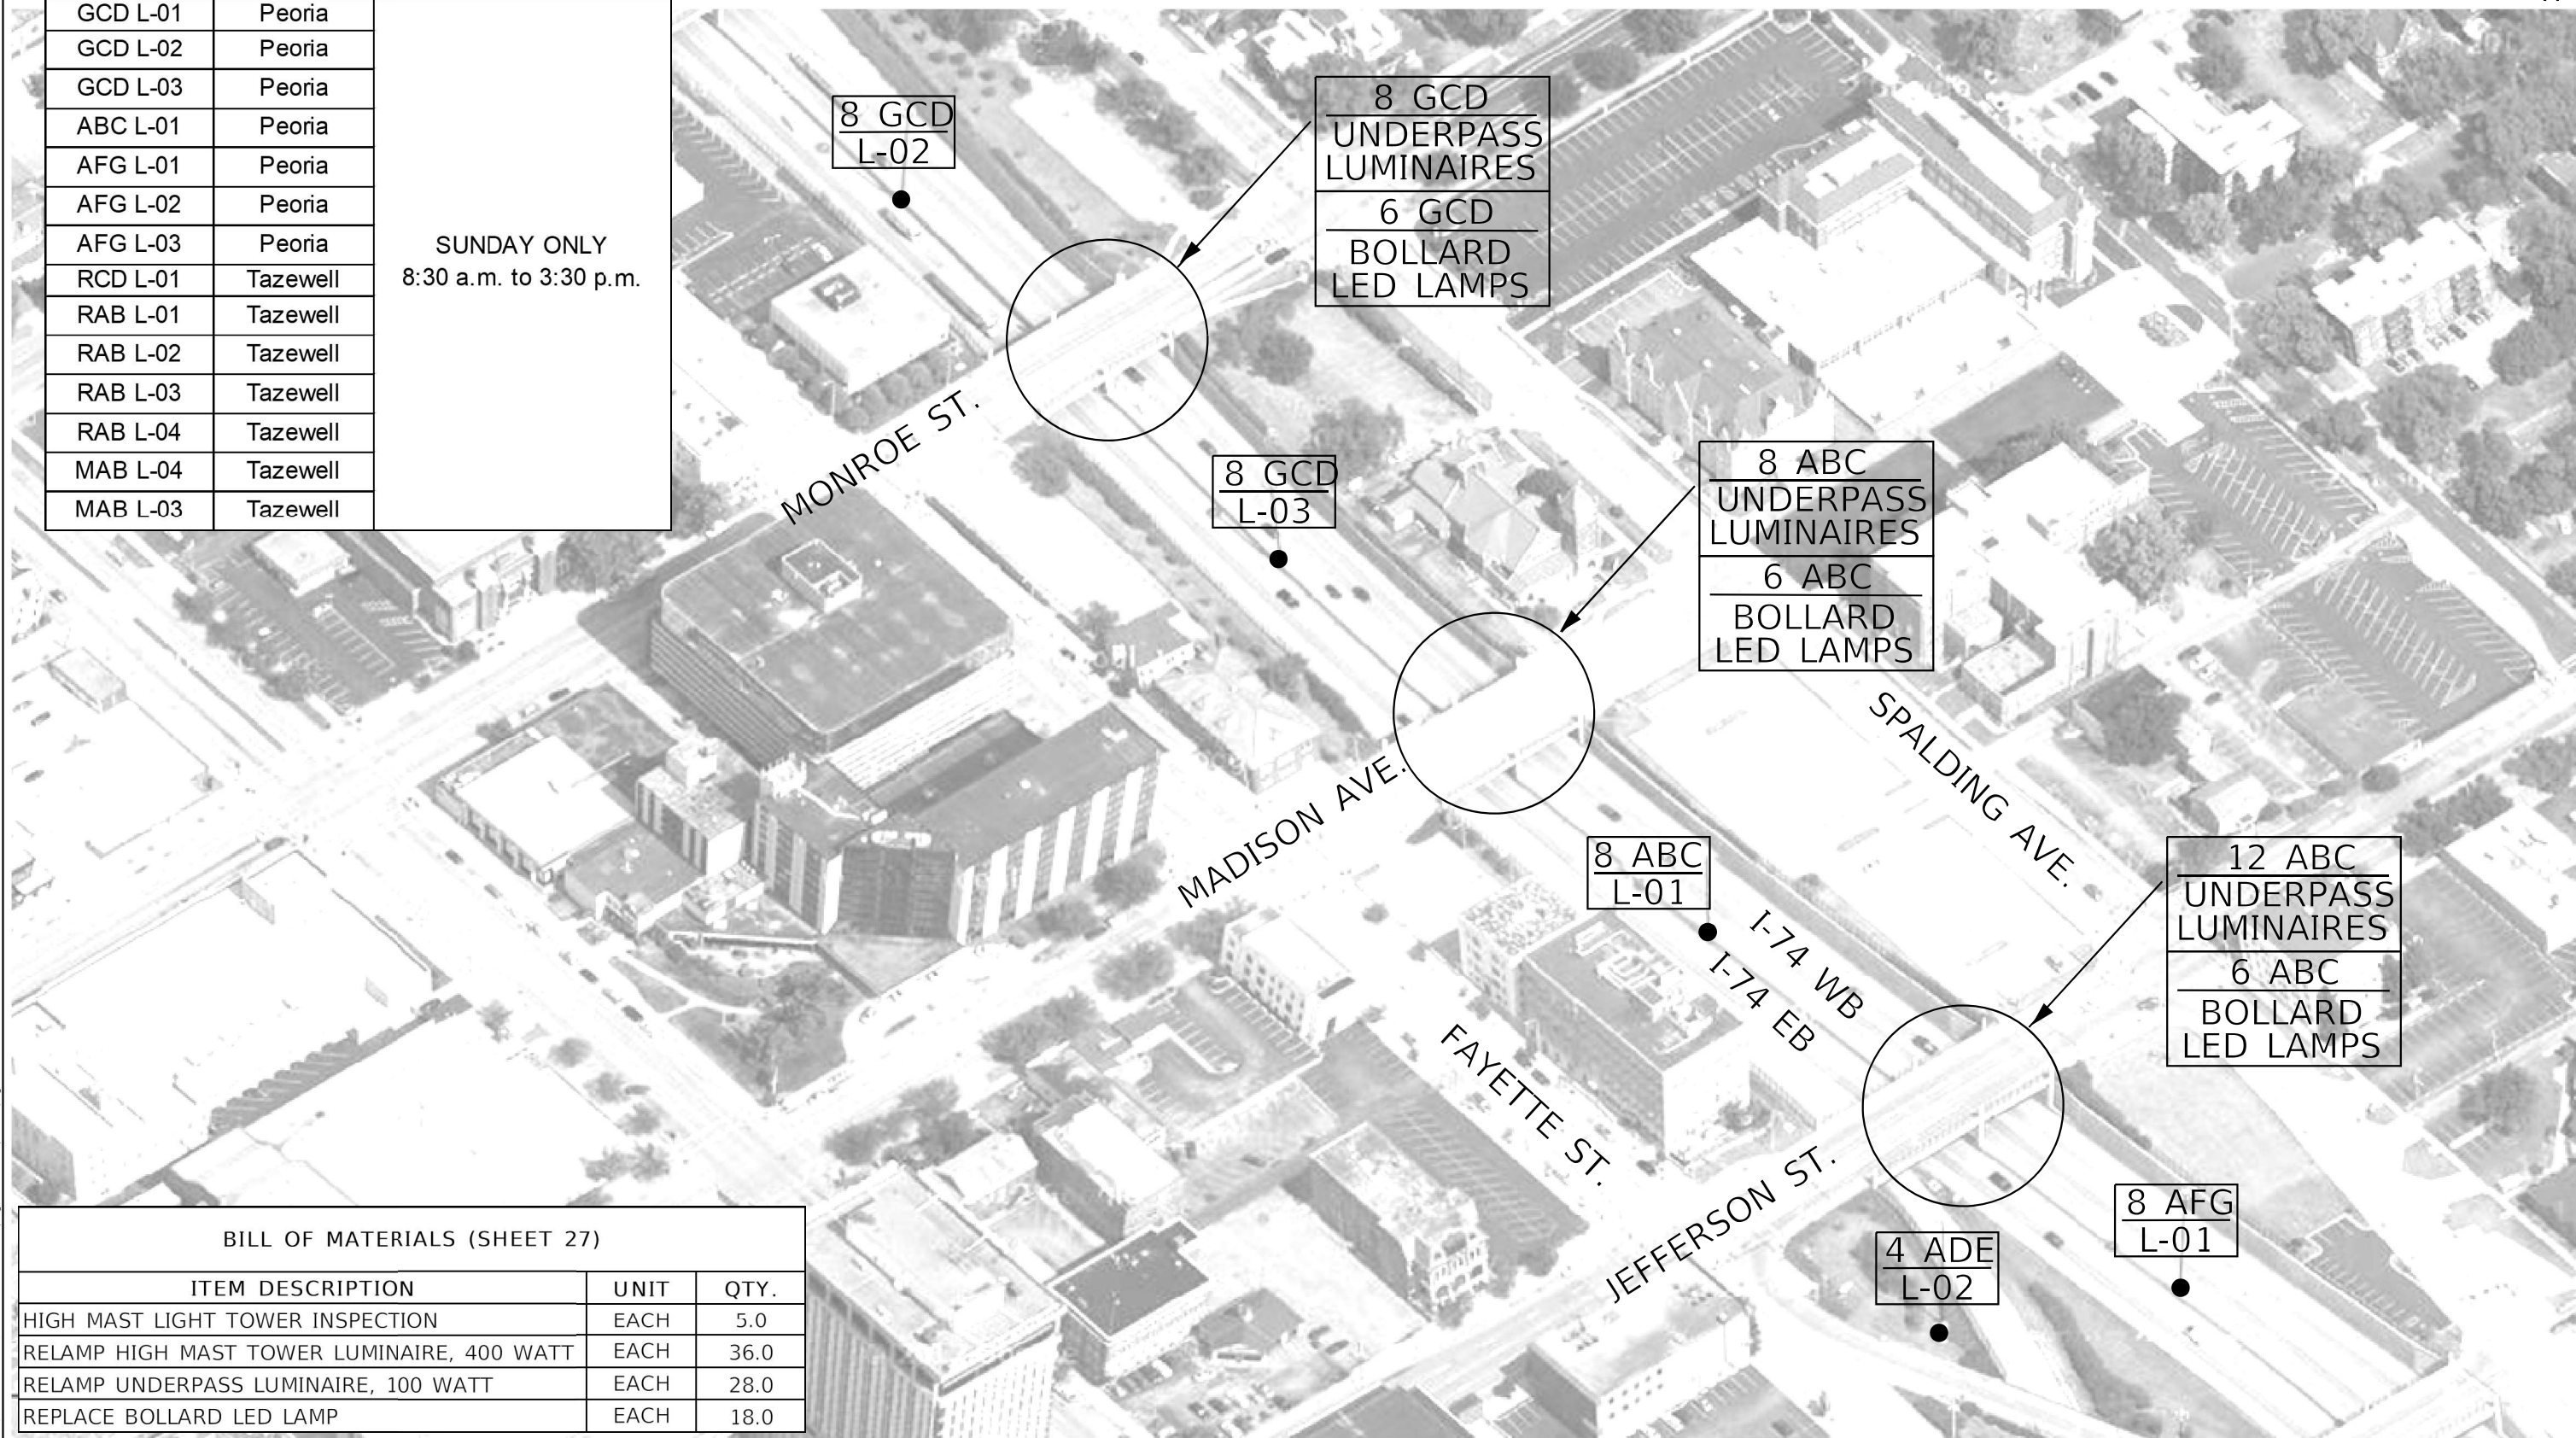 GCD L-01 Peoria
GCD L-02 Peoria
GCD L-03 Peoria
ABC L-01 Peoria
AFG L-01 Peoria
AFG L-02 Peoria
AFG L-03 Peoria
RCD L-01 Tazewell
RAB L-01 Tazewell
RAB L-02 Tazewell
RAB L-03 Tazewell
RAB L-04 Tazewell
MAB L-04 Tazewell
MAB L-03 Tazewell
SUNDAY ONLY
8:30 a.m. to 3:30 p.m.
8 GCD
L-02
8 GCD
UNDERPASS
LUMINAIRES
6 GCD
BOLLARD
LED LAMPS
MONROE ST.
8 GCD
L-03
8 ABC
UNDERPASS
LUMINAIRES
6 ABC
BOLLARD
LED LAMPS
MADISON AVE.
SPALDING AVE.
8 ABC
L-01
I-74 WB
I-74 EB
12 ABC
UNDERPASS
LUMINAIRES
6 ABC
BOLLARD
LED LAMPS
FAYETTE ST.
JEFFERSON ST.
8 AFG
L-01
4 ADE
L-02
BILL OF MATERIALS (SHEET 27)
ITEM DESCRIPTION UNIT QTY.
HIGH MAST LIGHT TOWER INSPECTION EACH 5.0
RELAMP HIGH MAST TOWER LUMINAIRE, 400 WATT EACH 36.0
RELAMP UNDERPASS LUMINAIRE, 100 WATT EACH 28.0
REPLACE BOLLARD LED LAMP EACH 18.0